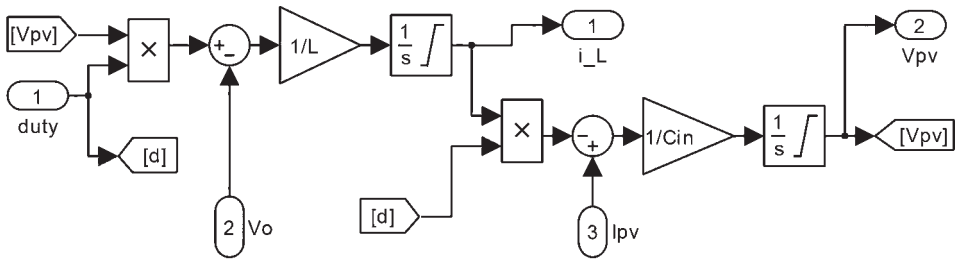 [Vpv]
×
+
−
1/L
1
s
1
i_L
2
Vpv
1
duty
[d]
×
−
+
1/Cin
1
s
[Vpv]
2
Vo
[d]
3
Ipv